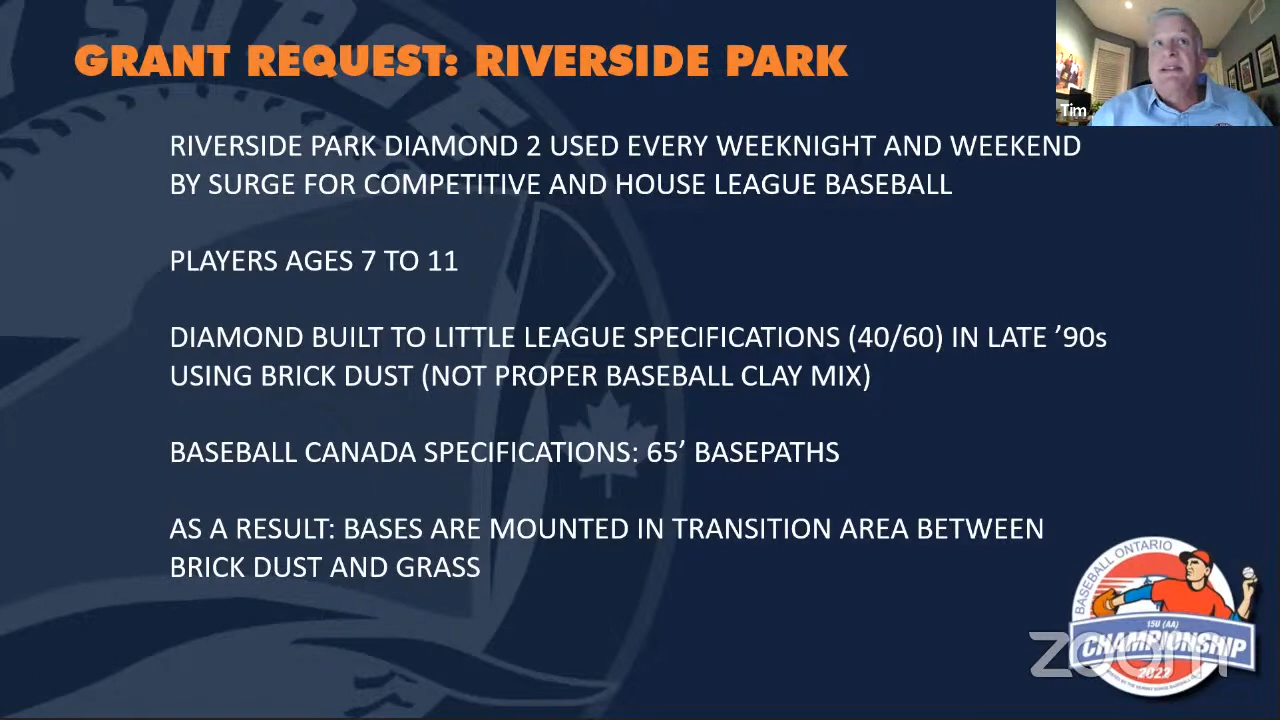 GRANT REQUEST: RIVERSIDE PARK
Tim
RIVERSIDE PARK DIAMOND 2 USED EVERY WEEKNIGHT AND WEEKEND
BY SURGE FOR COMPETITIVE AND HOUSE LEAGUE BASEBALL
PLAYERS AGES 7 TO 11
DIAMOND BUILT TO LITTLE LEAGUE SPECIFICATIONS (40/60) IN LATE ’90s
USING BRICK DUST (NOT PROPER BASEBALL CLAY MIX)
BASEBALL CANADA SPECIFICATIONS: 65’ BASEPATHS
AS A RESULT: BASES ARE MOUNTED IN TRANSITION AREA BETWEEN
BRICK DUST AND GRASS
BASEBALL ONTARIO
15U (AA)
CHAMPIONSHIP
2022
zoom
SURGE